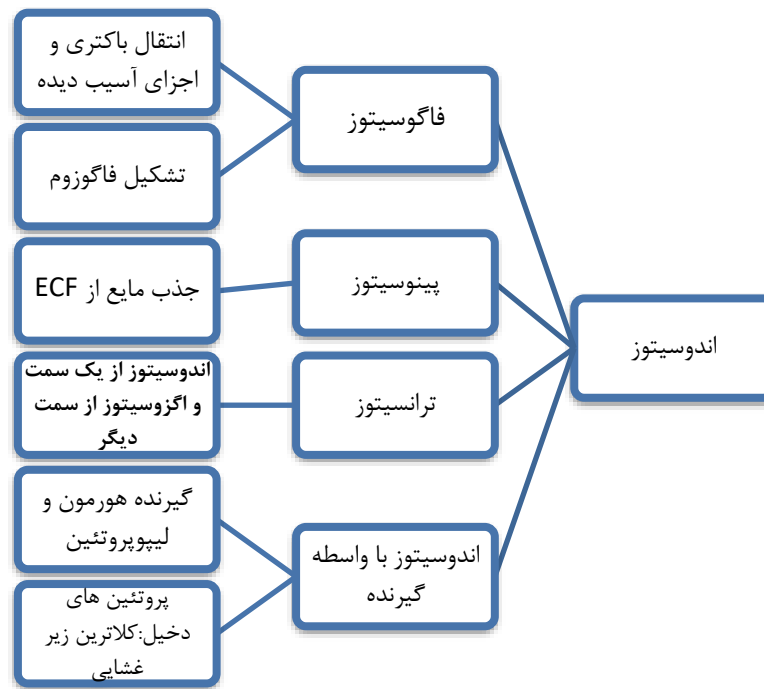 اندوسیتوز
فاگوسیتوز
انتقال باکتری و
اجزای آسیب دیده
تشکیل فاگوزوم
پینوسیتوز
جذب مایع از ECF
ترانسیتوز
اندوسیتوز از یک سمت
و اگزوسیتوز از سمت
دیگر
اندوسیتوز با واسطه
گیرنده
گیرنده هورمون و
لیپوپروتئین
پروتئین های
دخیل:کلاترین زیر
غشایی